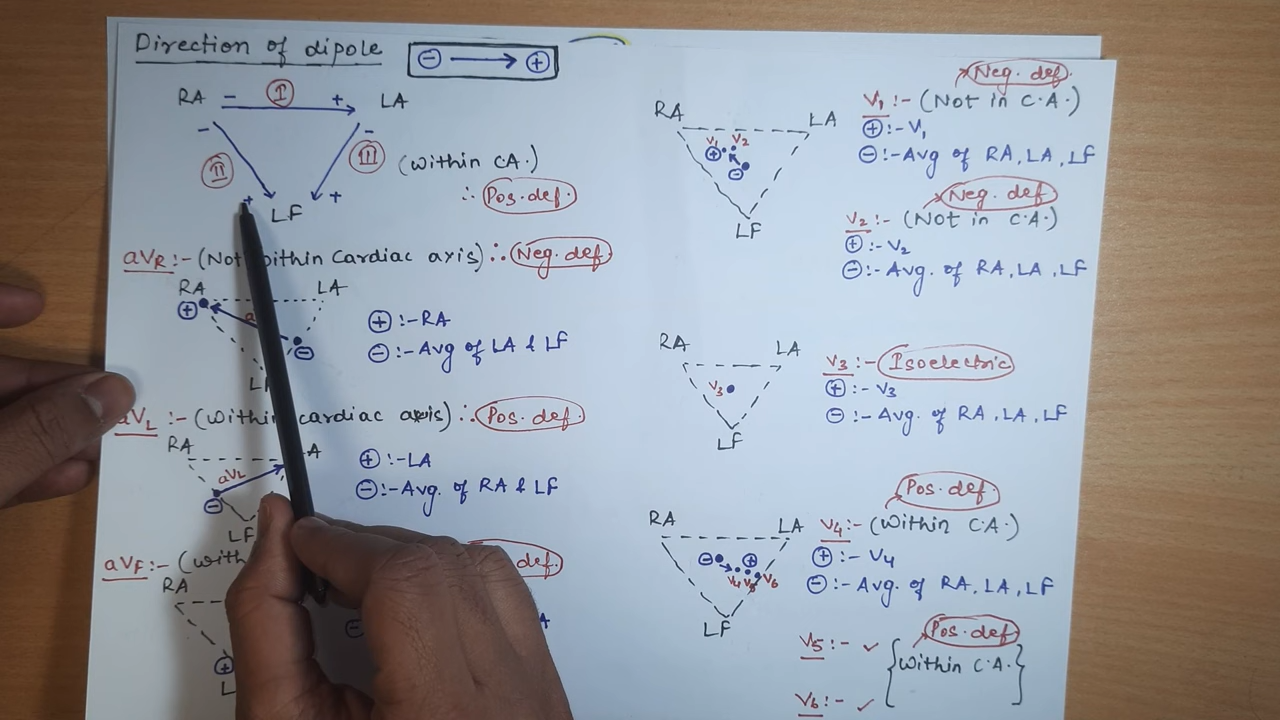 Direction of dipole ⊖ → ⊕
RA - I + LA
- -
II III (within CA.)
+ +
∴ Pos.def.
LF
aVR :- (Not within Cardiac axis) ∴ Neg.def
RA LA
⊕ ⊕ :- RA
⊖ ⊖ :- Avg of LA & LF
aVL :- (within cardiac axis) ∴ Pos.def.
RA
aVL ⊕ :- LA
⊖ ⊖ :- Avg. of RA & LF
LF
aVF :- def.
RA
⊖
⊕
Neg. def.
RA LA V1 :- (Not in C.A.)
V1 V2 ⊕ :- V1
⊕ ⊖ ⊖ :- Avg of RA, LA, LF
Neg. def
LF V2 :- (Not in C.A.)
⊕ :- V2
⊖ :- Avg. of RA, LA, LF
RA LA V3 :- Isoelectric
V3 ⊕ :- V3
⊖ :- Avg. of RA, LA, LF
LF
Pos.def.
RA LA V4 :- (within C.A.)
⊖ ⊕ ⊕ :- V4
V4 V5 V6 ⊖ :- Avg. of RA, LA, LF
LF
Pos.def
V5 :- ✓ {within C.A.}
V6 :- ✓